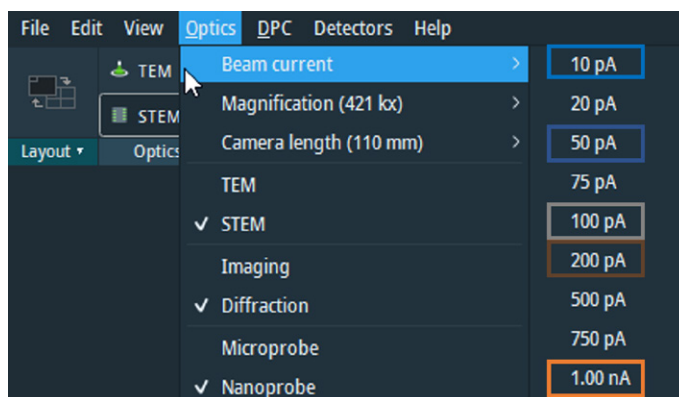 File Edit View Optics DPC Detectors Help
TEM
STEM
Layout
Optics
Beam current
Magnification (421 kx)
Camera length (110 mm)
TEM
STEM
Imaging
Diffraction
Microprobe
Nanoprobe
10 pA
20 pA
50 pA
75 pA
100 pA
200 pA
500 pA
750 pA
1.00 nA